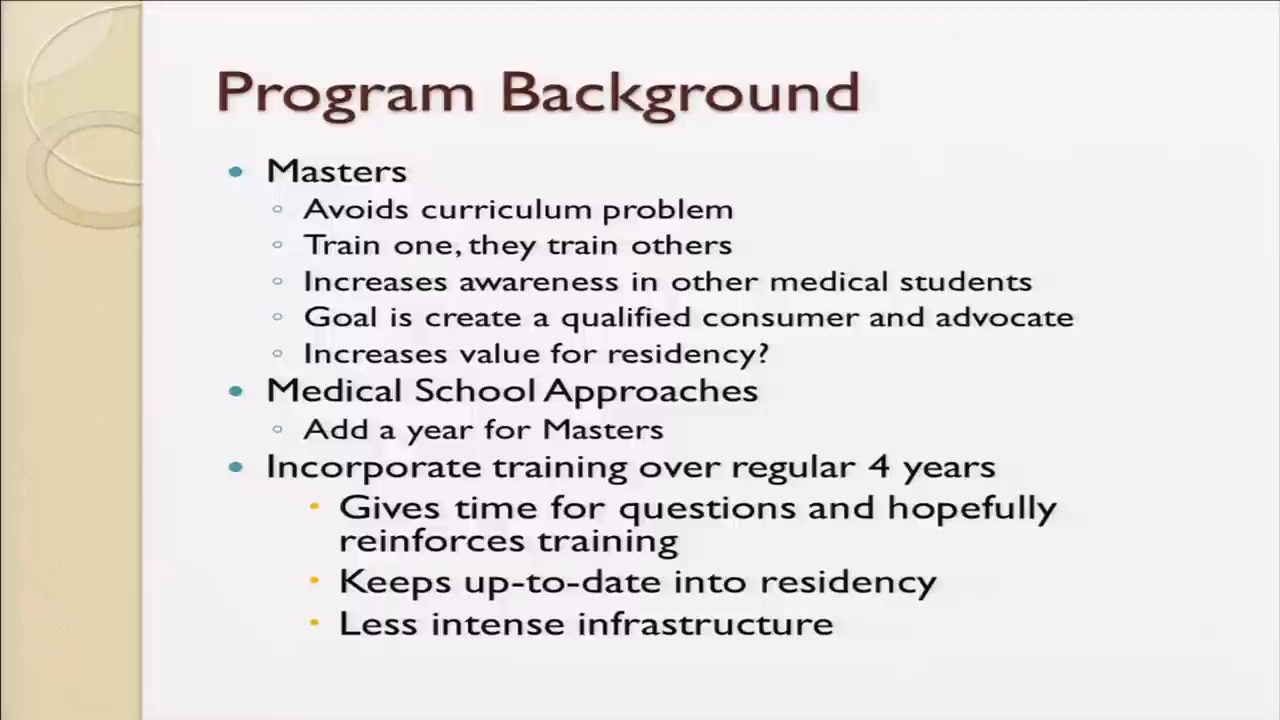 Program Background
• Masters
◦ Avoids curriculum problem
◦ Train one, they train others
◦ Increases awareness in other medical students
◦ Goal is create a qualified consumer and advocate
◦ Increases value for residency?
• Medical School Approaches
◦ Add a year for Masters
• Incorporate training over regular 4 years
• Gives time for questions and hopefully
reinforces training
• Keeps up-to-date into residency
• Less intense infrastructure